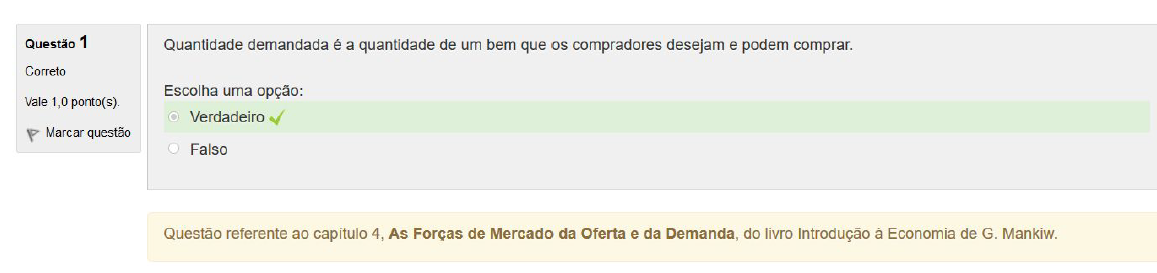 Questão 1
Correto
Vale 1,0 ponto(s).
Marcar questão
Quantidade demandada é a quantidade de um bem que os compradores desejam e podem comprar.
Escolha uma opção:
Verdadeiro
Falso
Questão referente ao capítulo 4, As Forças de Mercado da Oferta e da Demanda, do livro Introdução à Economia de G. Mankiw.